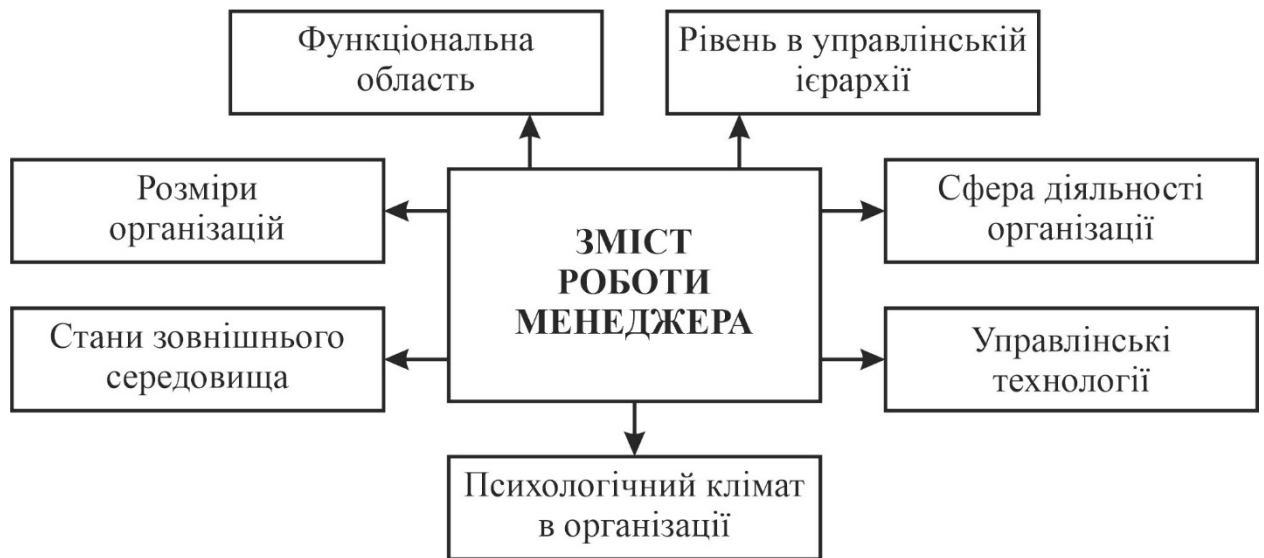 Функціональна
область
Рівень в управлінській
ієрархії
Розміри
організацій
ЗМІСТ
РОБОТИ
МЕНЕДЖЕРА
Сфера діяльності
організації
Стани зовнішнього
середовища
Управлінські
технології
Психологічний клімат
в організації